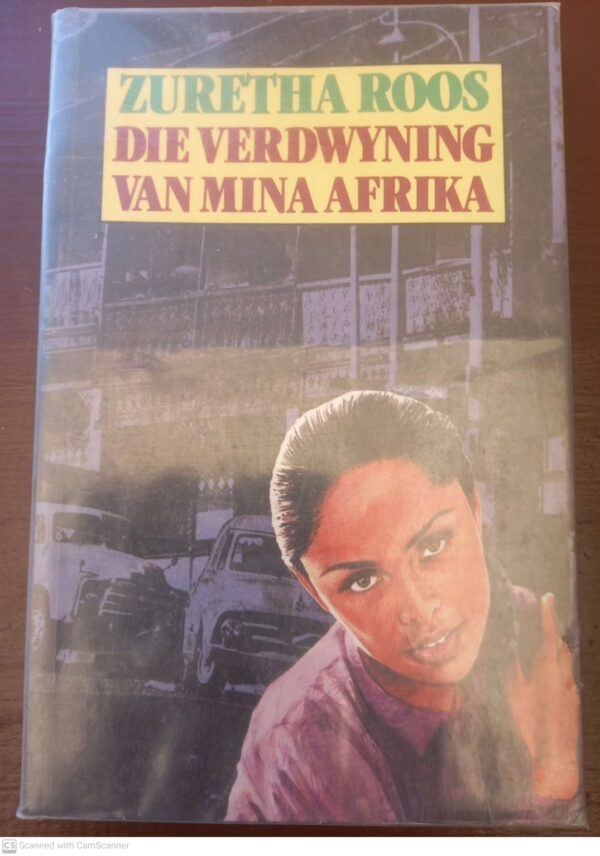 ZURETHA ROOS
DIE VERDWYNING
VAN MINA AFRIKA
CS Scanned with CamScanner